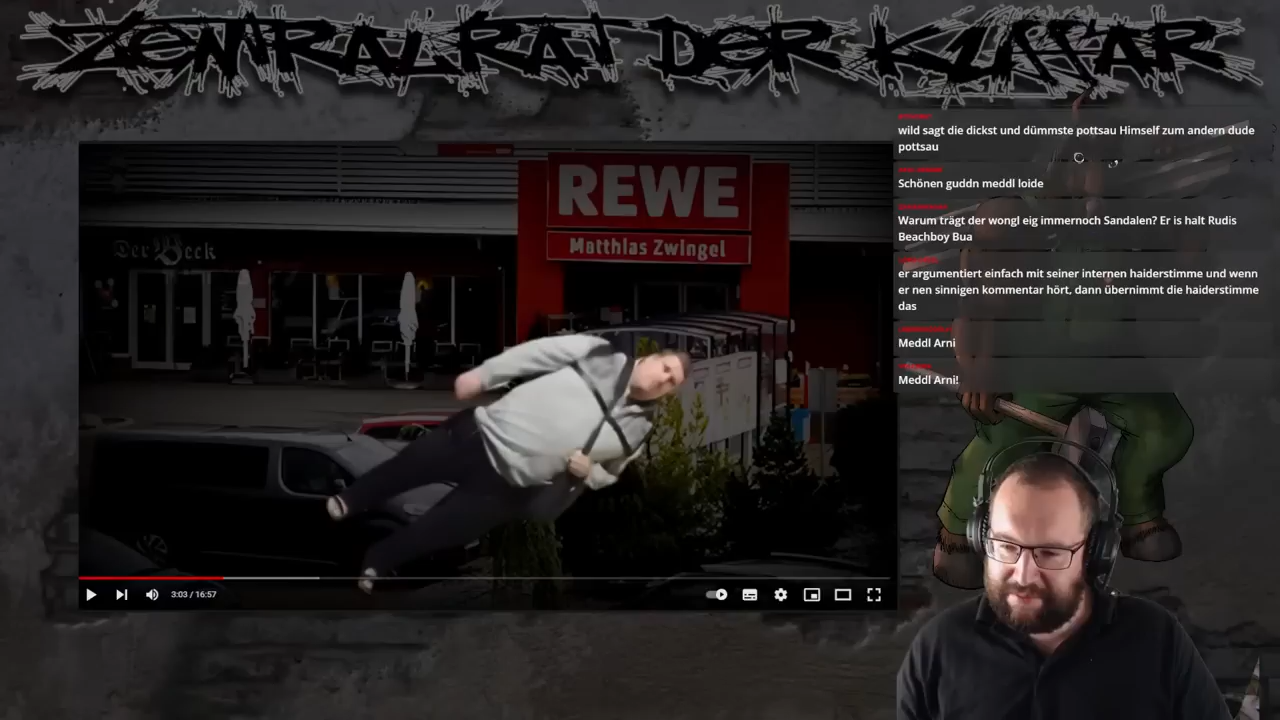 ZENTRALRAT DER KUFFAR
wild sagt die dickst und dümmste pottsau Himself zum andern dude
pottsau
Schönen guddn meddl loide
Warum trägt der wongl eig immernoch Sandalen? Er is halt Rudis
Beachboy Bua
er argumentiert einfach mit seiner internen haiderstimme und wenn
er nen sinnigen kommentar hört, dann übernimmt die haiderstimme
das
Meddl Arni
Meddl Arni!
REWE
Matthias Zwingel
Der Beck
3:03 / 16:57